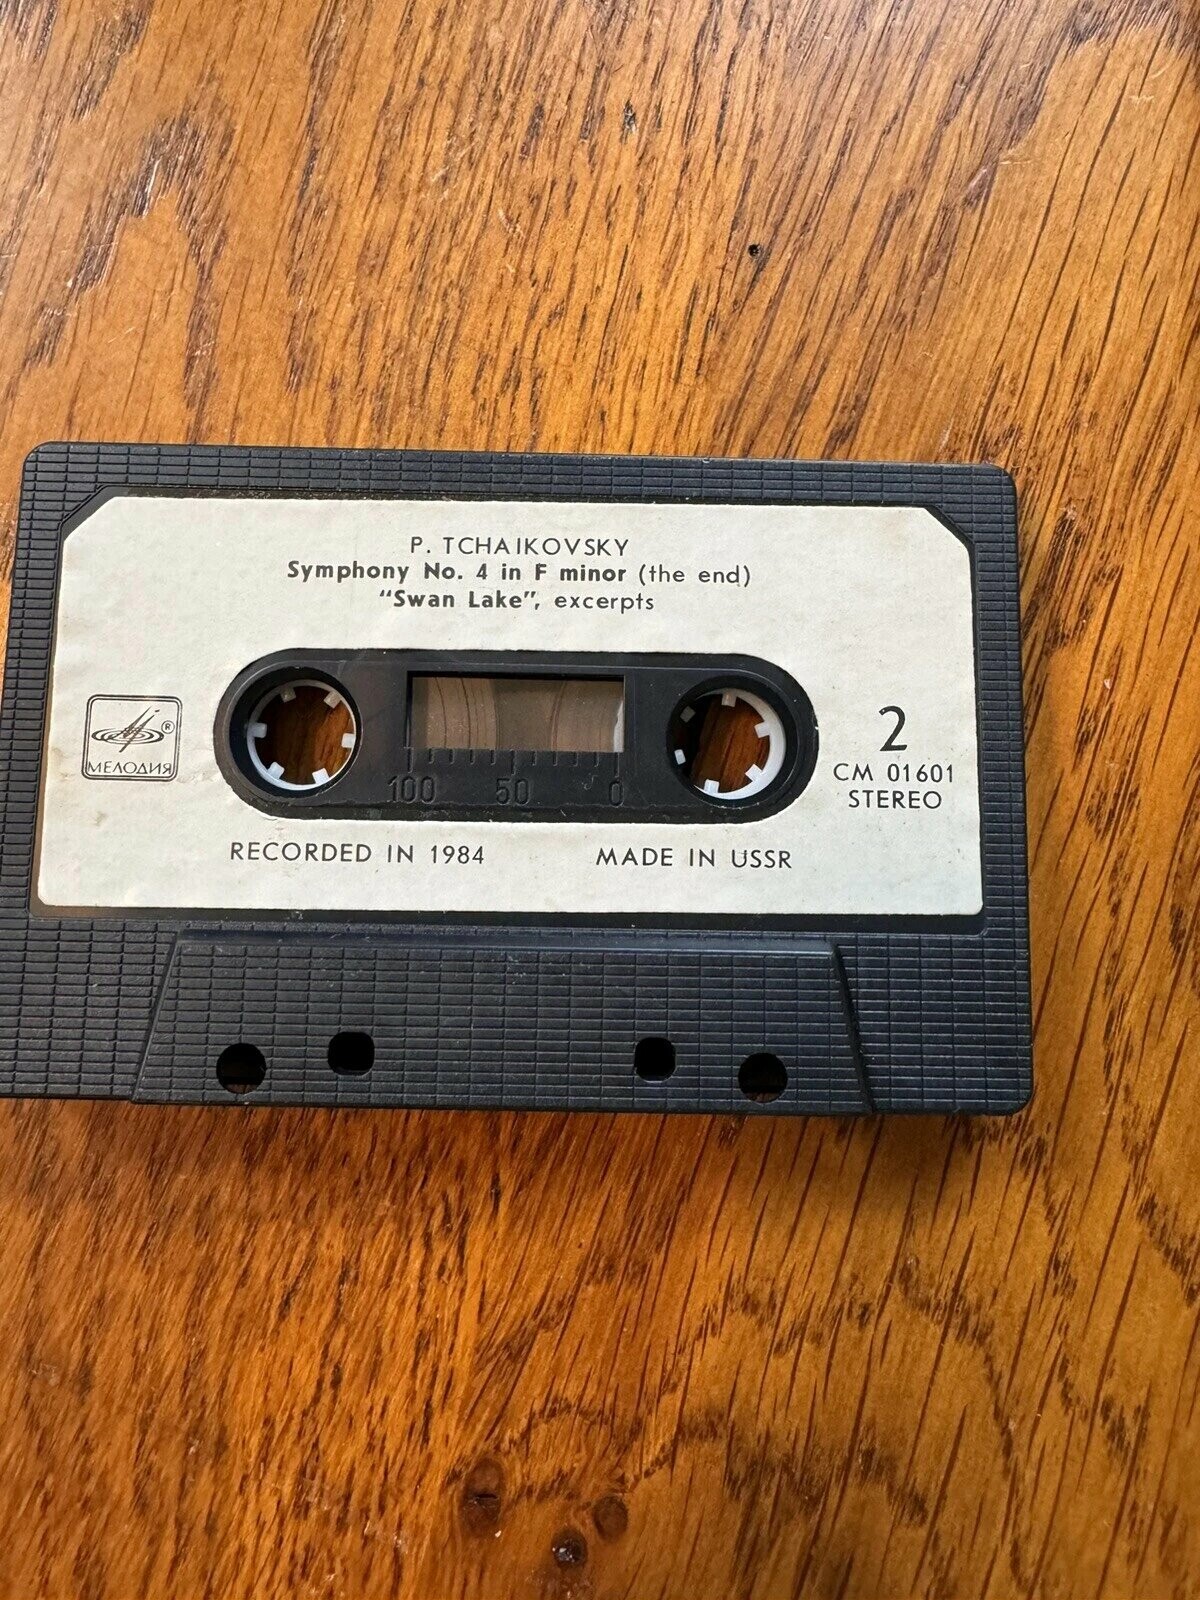 P. TCHAIKOVSKY
Symphony No. 4 in F minor (the end)
"Swan Lake", excerpts
®
МЕЛОДИЯ
100 50 0
2
CM 01601
STEREO
RECORDED IN 1984 MADE IN USSR